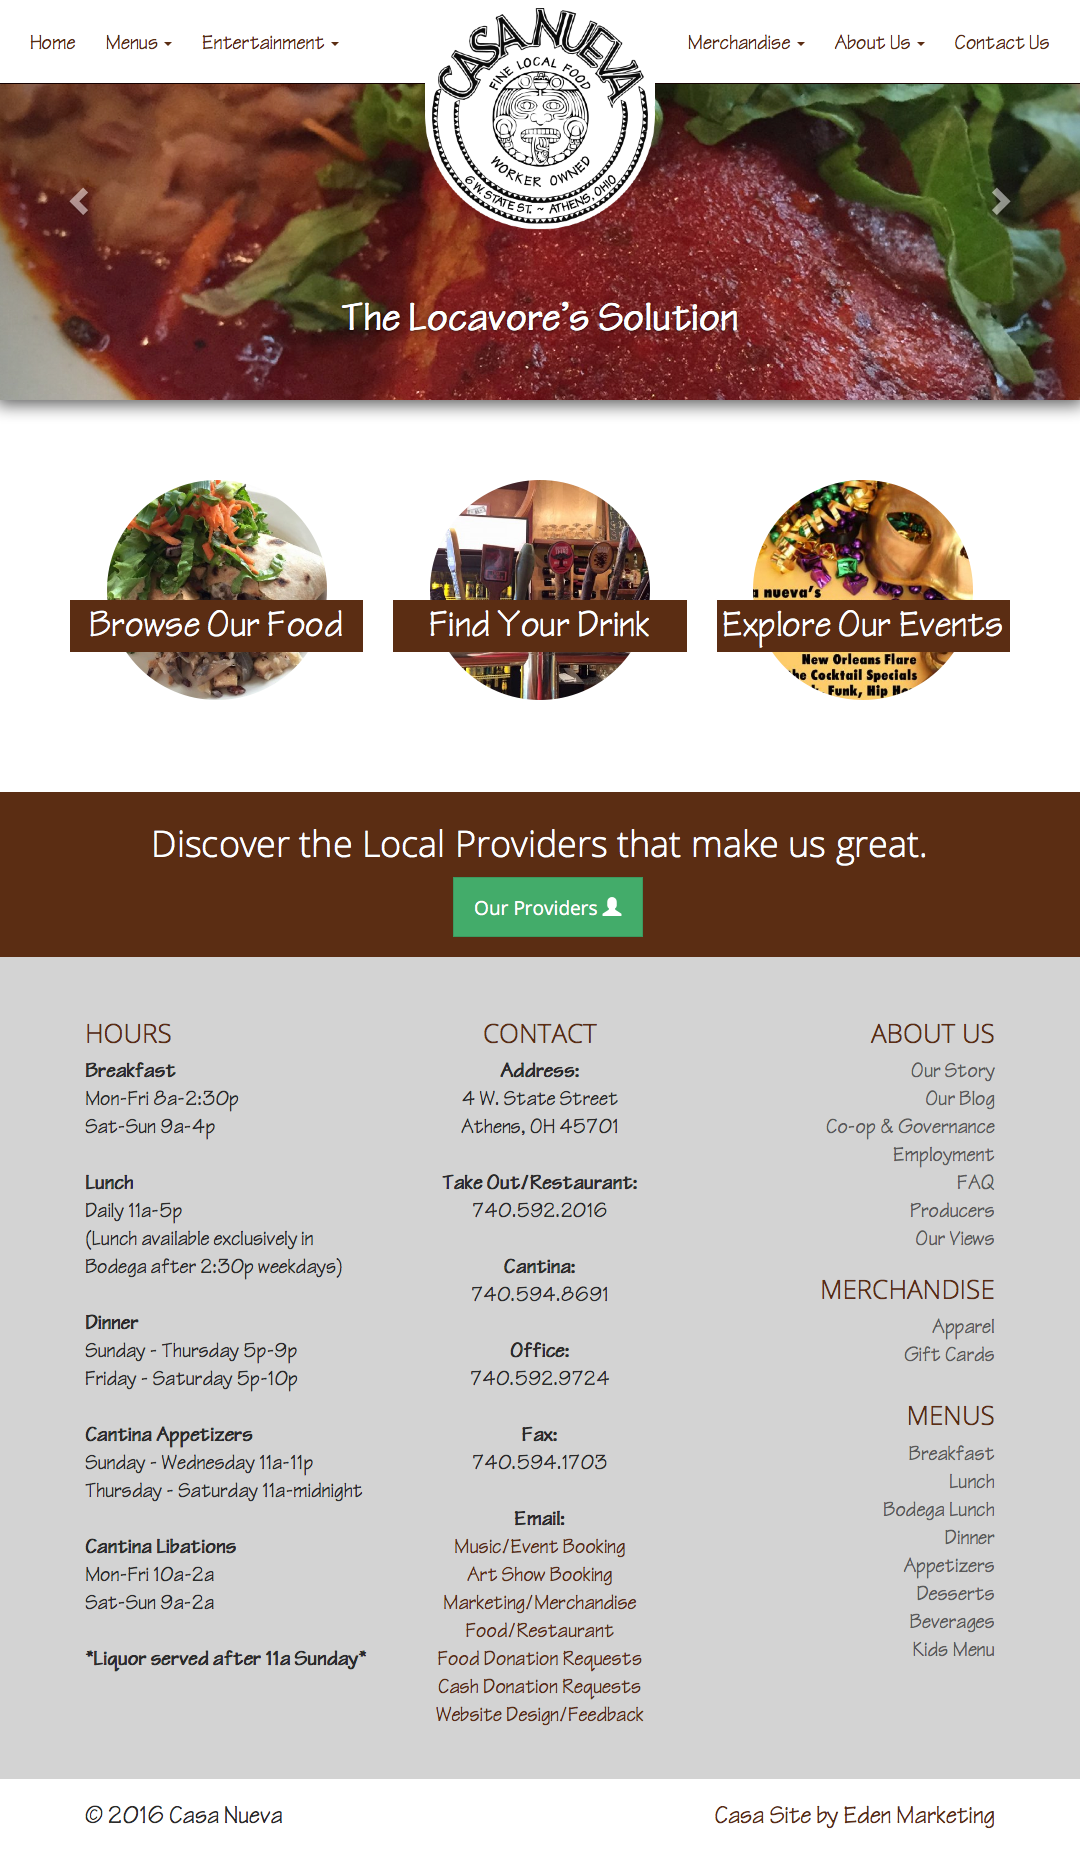 Home
Menus
Entertainment
CASA NUEVA
FINE LOCAL FOOD
WORKER OWNED
6 W. STATE ST. ~ ATHENS, OHIO
Merchandise
About Us
Contact Us
The Locavore's Solution
Browse Our Food
Find Your Drink
a nueva's
Explore Our Events
New Orleans Flare
he Cocktail Specials
Funk, Hip Ho
Discover the Local Providers that make us great.
Our Providers
HOURS
Breakfast
Mon-Fri 8a-2:30p
Sat-Sun 9a-4p
Lunch
Daily 11a-5p
(Lunch available exclusively in
Bodega after 2:30p weekdays)
Dinner
Sunday - Thursday 5p-9p
Friday - Saturday 5p-10p
Cantina Appetizers
Sunday - Wednesday 11a-11p
Thursday - Saturday 11a-midnight
Cantina Libations
Mon-Fri 10a-2a
Sat-Sun 9a-2a
*Liquor served after 11a Sunday*
CONTACT
Address:
4 W. State Street
Athens, OH 45701
Take Out/Restaurant:
740.592.2016
Cantina:
740.594.8691
Office:
740.592.9724
Fax:
740.594.1703
Email:
Music/Event Booking
Art Show Booking
Marketing/Merchandise
Food/Restaurant
Food Donation Requests
Cash Donation Requests
Website Design/Feedback
ABOUT US
Our Story
Our Blog
Co-op & Governance
Employment
FAQ
Producers
Our Views
MERCHANDISE
Apparel
Gift Cards
MENUS
Breakfast
Lunch
Bodega Lunch
Dinner
Appetizers
Desserts
Beverages
Kids Menu
© 2016 Casa Nueva
Casa Site by Eden Marketing